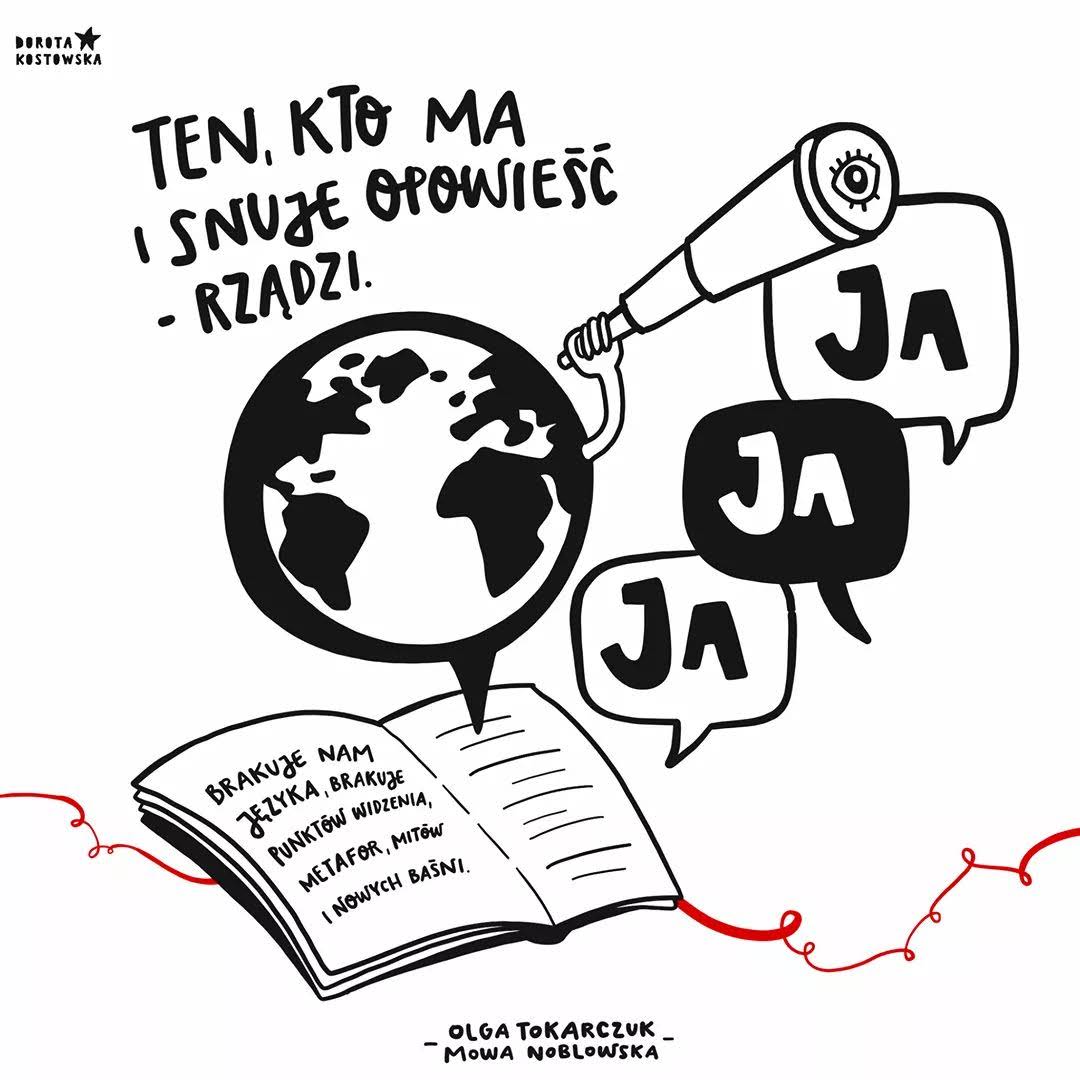 DOROTA
KOSTOWSKA
TEN, KTO MA
I SNUJE OPOWIEŚĆ
- RZĄDZI.
JA
JA
JA
BRAKUJE NAM
JĘZYKA, BRAKUJE
PUNKTÓW WIDZENIA,
METAFOR, MITÓW
I NOWYCH BAŚNI.
- OLGA TOKARCZUK -
MOWA NOBLOWSKA